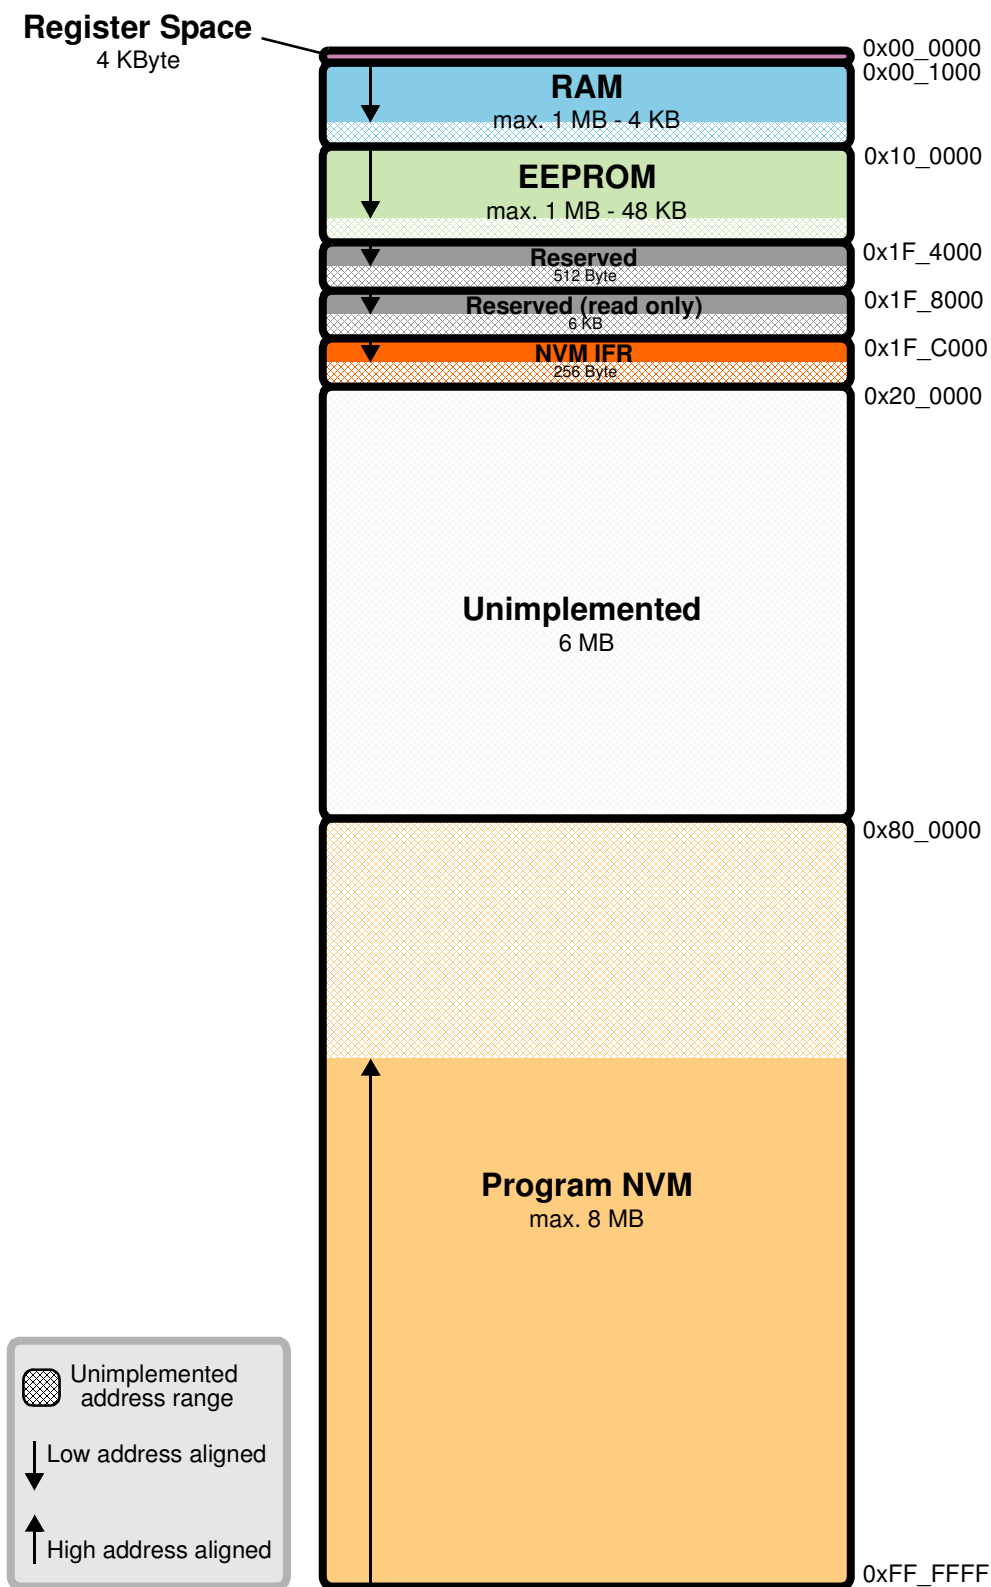 Register Space
4 KByte
0x00_0000
0x00_1000
RAM
max. 1 MB - 4 KB
0x10_0000
EEPROM
max. 1 MB - 48 KB
0x1F_4000
Reserved
512 Byte
0x1F_8000
Reserved (read only)
6 KB
0x1F_C000
NVM IFR
256 Byte
0x20_0000
Unimplemented
6 MB
0x80_0000
Program NVM
max. 8 MB
0xFF_FFFF
Unimplemented
address range
Low address aligned
High address aligned